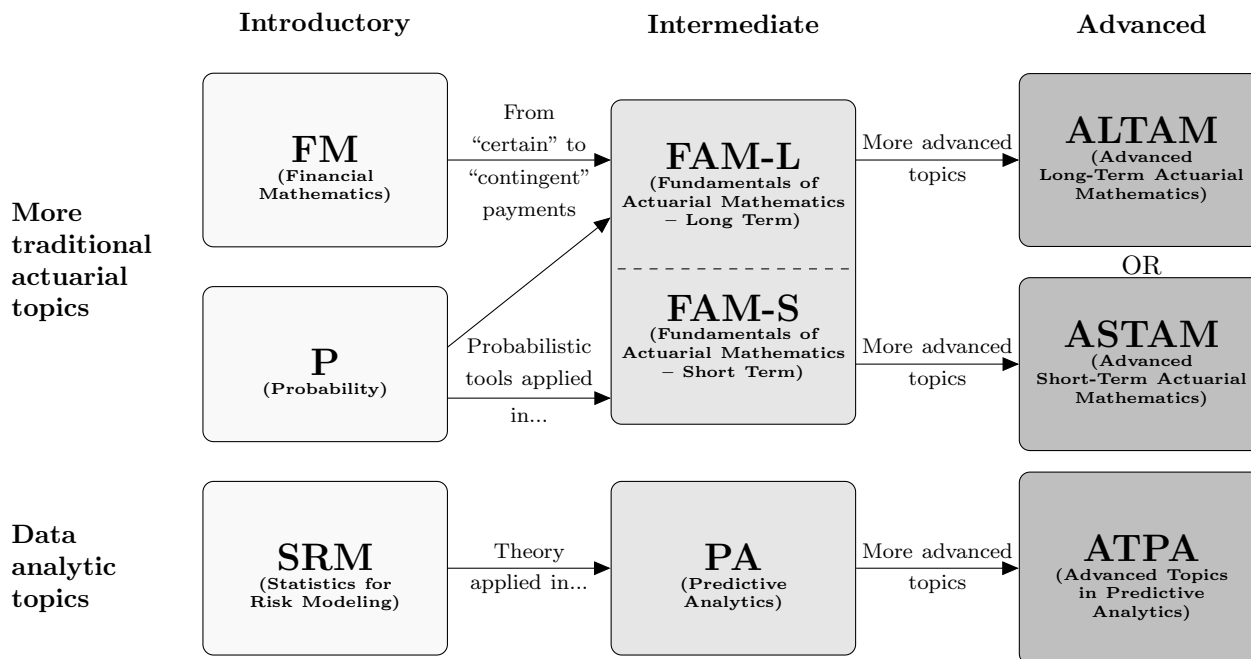 Introductory
Intermediate
Advanced
More
traditional
actuarial
topics
FM
(Financial
Mathematics)
From
“certain” to
“contingent”
payments
FAM-L
(Fundamentals of
Actuarial Mathematics
– Long Term)
More advanced
topics
ALTAM
(Advanced
Long-Term Actuarial
Mathematics)
OR
P
(Probability)
Probabilistic
tools applied
in...
FAM-S
(Fundamentals of
Actuarial Mathematics
– Short Term)
More advanced
topics
ASTAM
(Advanced
Short-Term Actuarial
Mathematics)
Data
analytic
topics
SRM
(Statistics for
Risk Modeling)
Theory
applied in...
PA
(Predictive
Analytics)
More advanced
topics
ATPA
(Advanced Topics
in Predictive
Analytics)